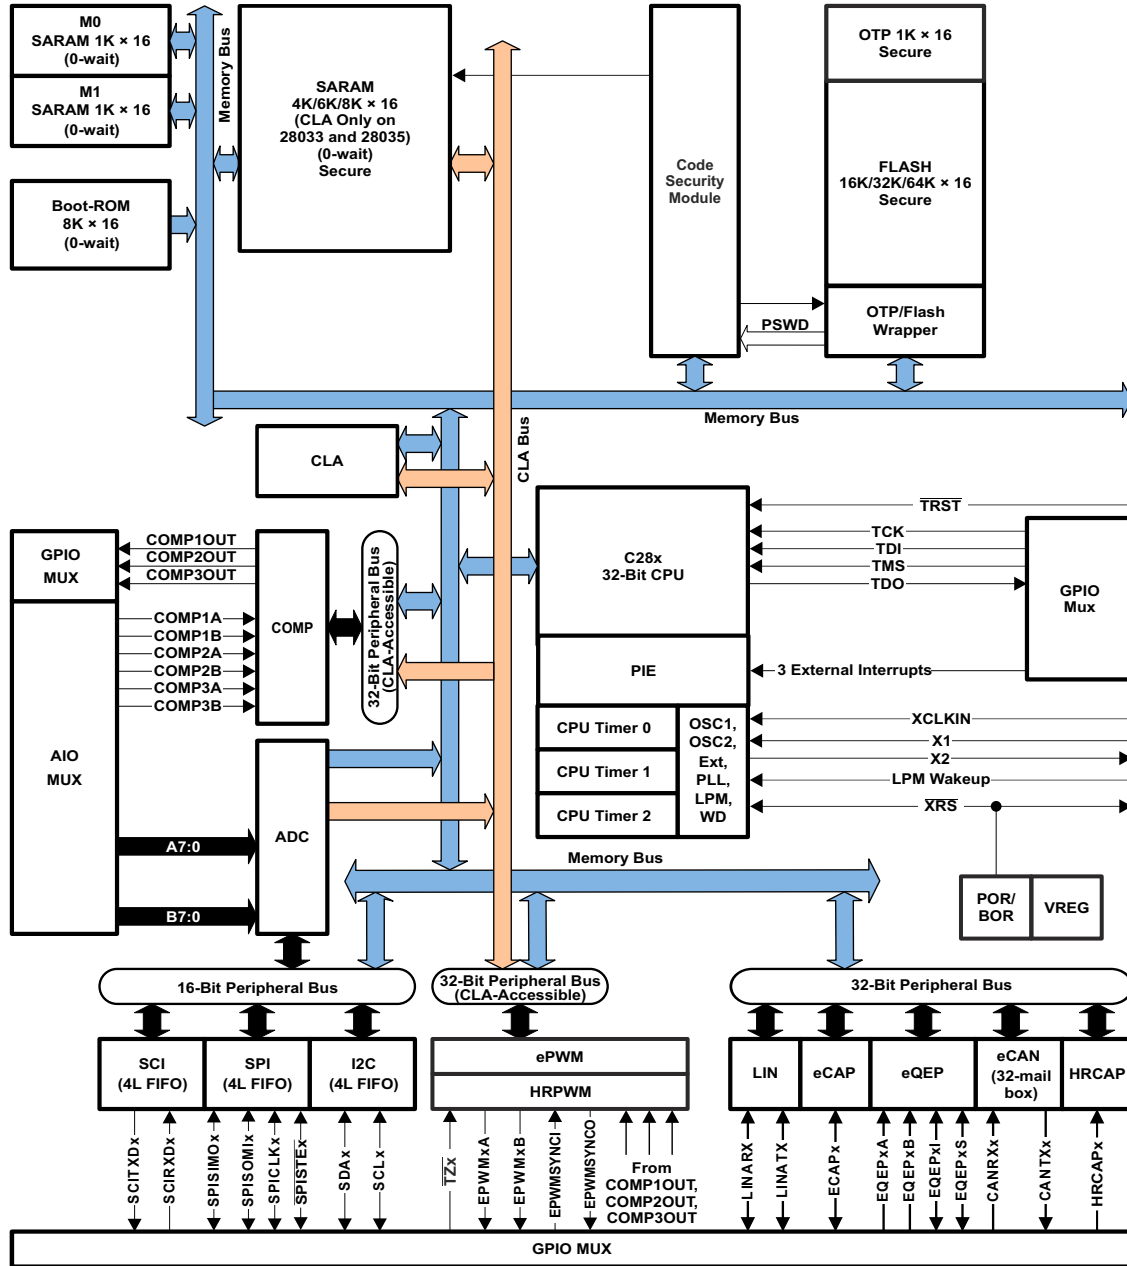 M0
SARAM 1K × 16
(0-wait)
M1
SARAM 1K × 16
(0-wait)
Boot-ROM
8K × 16
(0-wait)
Memory Bus
SARAM
4K/6K/8K × 16
(CLA Only on
28033 and 28035)
(0-wait)
Secure
CLA Bus
Code
Security
Module
OTP 1K × 16
Secure
FLASH
16K/32K/64K × 16
Secure
OTP/Flash
Wrapper
PSWD
Memory Bus
CLA
GPIO
MUX
COMP1OUT
COMP2OUT
COMP3OUT
AIO
MUX
COMP1A
COMP1B
COMP2A
COMP2B
COMP3A
COMP3B
COMP
32-Bit Peripheral Bus
(CLA-Accessible)
A7:0
B7:0
ADC
C28x
32-Bit CPU
PIE
CPU Timer 0
CPU Timer 1
CPU Timer 2
OSC1,
OSC2,
Ext,
PLL,
LPM,
WD
TRST
TCK
TDI
TMS
TDO
GPIO
Mux
3 External Interrupts
XCLKIN
X1
X2
LPM Wakeup
XRS
POR/
BOR
VREG
Memory Bus
16-Bit Peripheral Bus
32-Bit Peripheral Bus
(CLA-Accessible)
32-Bit Peripheral Bus
SCI
(4L FIFO)
SPI
(4L FIFO)
I2C
(4L FIFO)
ePWM
HRPWM
LIN
eCAP
eQEP
eCAN
(32-mail
box)
HRCAP
SCITXDx
SCIRXDx
SPISIMOx
SPISOMIx
SPICLKx
SPISTEx
SDAx
SCLx
TZx
EPWMxA
EPWMxB
EPWMSYNCI
EPWMSYNCO
From
COMP1OUT,
COMP2OUT,
COMP3OUT
LINARX
LINATX
ECAPx
EQEPxA
EQEPxB
EQEPxI
EQEPxS
CANRXx
CANTXx
HRCAPx
GPIO MUX